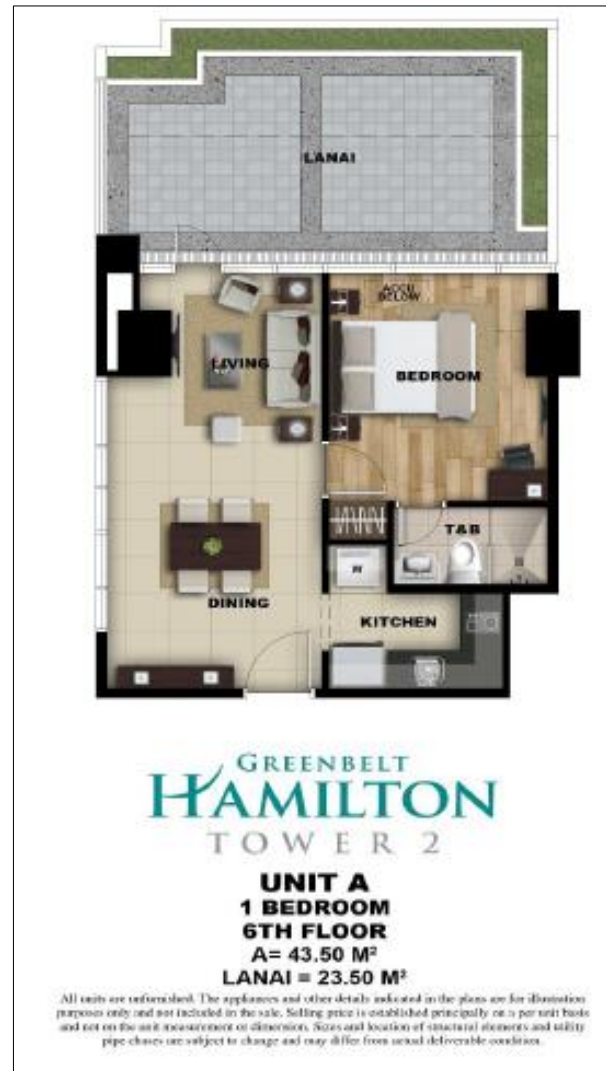 LANAI
ACCU
BELOW
LIVING
BEDROOM
T&B
W
DINING
KITCHEN
GREENBELT
HAMILTON
TOWER 2
UNIT A
1 BEDROOM
6TH FLOOR
A= 43.50 M²
LANAI = 23.50 M²
All units are unfurnished. The appliances and other details indicated in the plans are for illustration
purposes only and not included in the sale. Selling price is established principally on a per unit basis
and not on the unit measurement or dimension. Sizes and location of structural elements and utility
pipe chases are subject to change and may differ from actual deliverable condition.